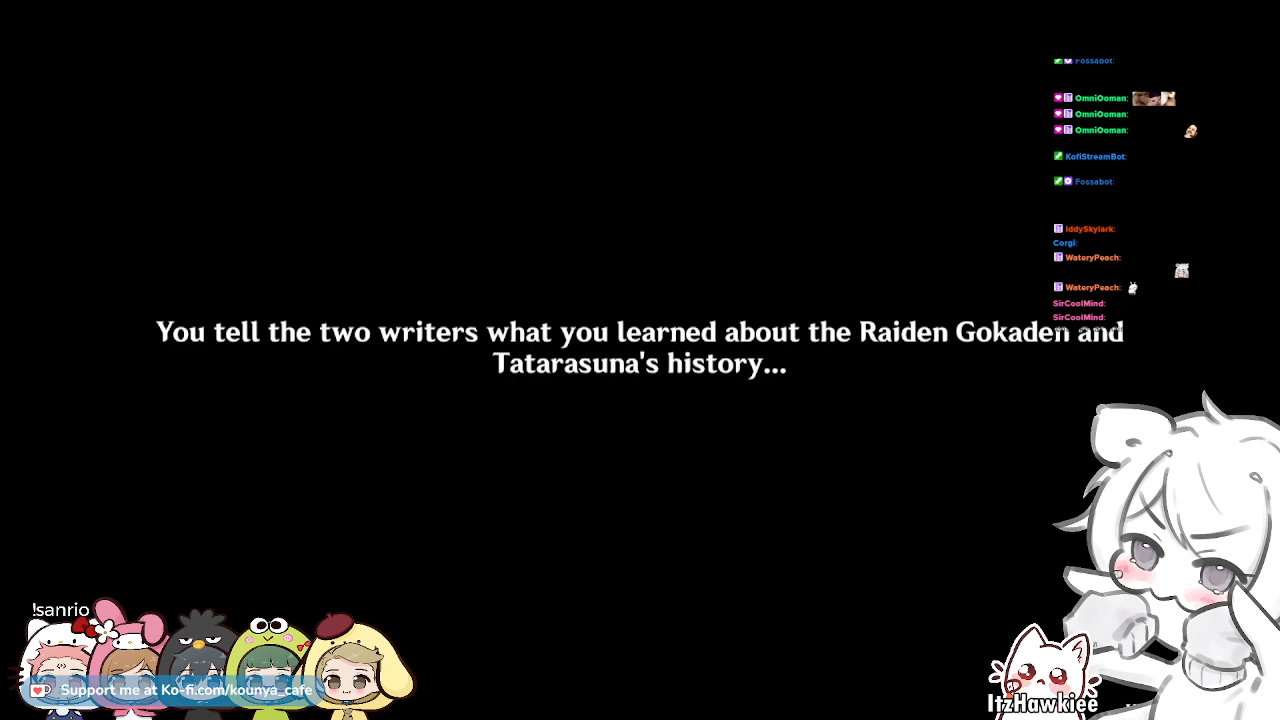 Fossabot:
OmniOoman:
OmniOoman:
OmniOoman:
KofiStreamBot:
Fossabot:
IddySkylark:
Corgi:
WateryPeach:
WateryPeach:
SirCoolMind:
SirCoolMind:
You tell the two writers what you learned about the Raiden Gokaden and
Tatarasuna's history...
!sanrio
Support me at Ko-fi.com/kounya_cafe
ItzHawkiee